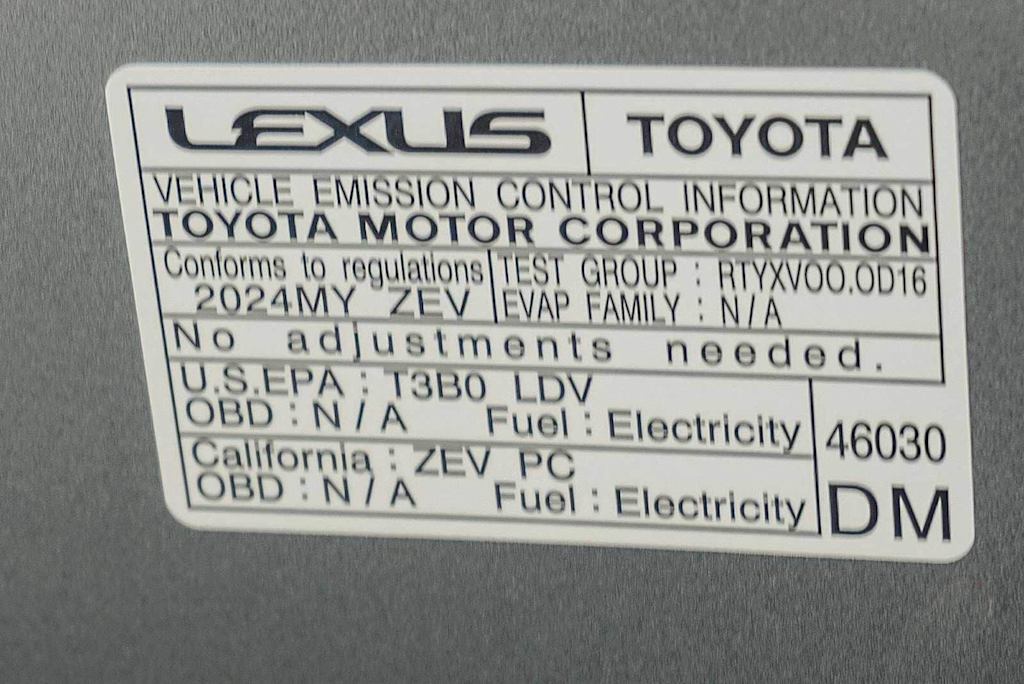 LEXUS TOYOTA
VEHICLE EMISSION CONTROL INFORMATION
TOYOTA MOTOR CORPORATION
Conforms to regulations TEST GROUP : RTYXV00.0D16
2024MY ZEV EVAP FAMILY : N/A
No adjustments needed.
U.S.EPA : T3B0 LDV
OBD : N/A Fuel : Electricity
46030
California : ZEV PC
OBD : N/A Fuel : Electricity
DM